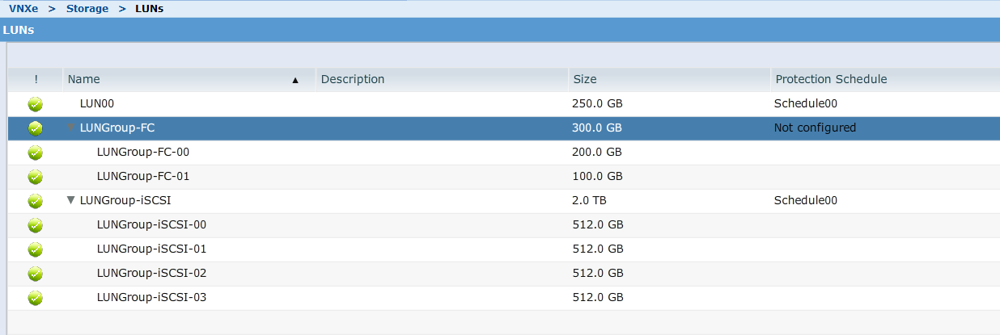 VNXe > Storage > LUNs
LUNs
! Name ▲ Description Size Protection Schedule
LUN00 250.0 GB Schedule00
LUNGroup-FC 300.0 GB Not configured
LUNGroup-FC-00 200.0 GB
LUNGroup-FC-01 100.0 GB
LUNGroup-iSCSI 2.0 TB Schedule00
LUNGroup-iSCSI-00 512.0 GB
LUNGroup-iSCSI-01 512.0 GB
LUNGroup-iSCSI-02 512.0 GB
LUNGroup-iSCSI-03 512.0 GB